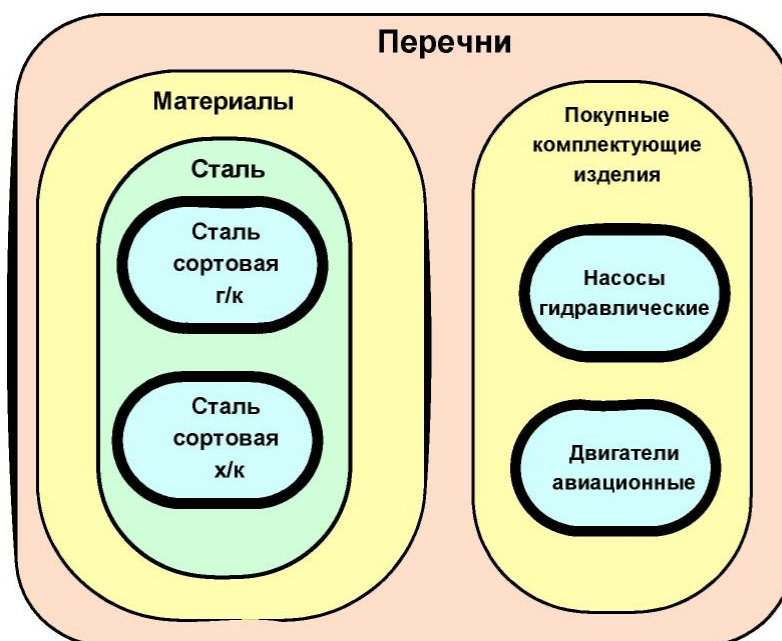 Перечни
Материалы
Сталь
Сталь
сортовая
г/к
Сталь
сортовая
х/к
Покупные
комплектующие
изделия
Насосы
гидравлические
Двигатели
авиационные